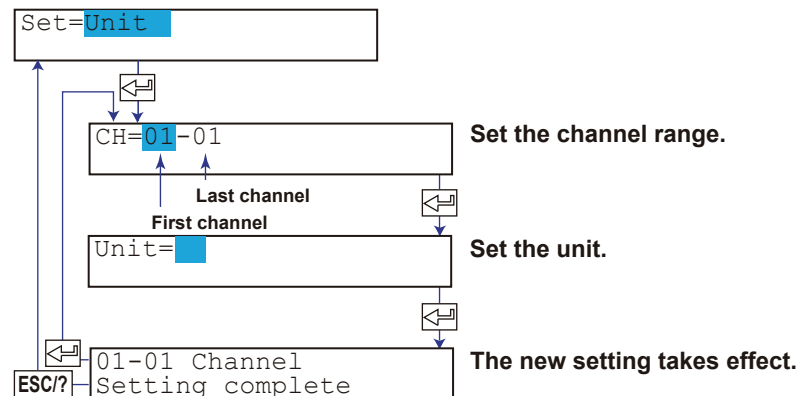 Set=Unit
CH=01-01
Set the channel range.
Last channel
First channel
Unit=
Set the unit.
01-01 Channel
The new setting takes effect.
ESC/?
Setting complete